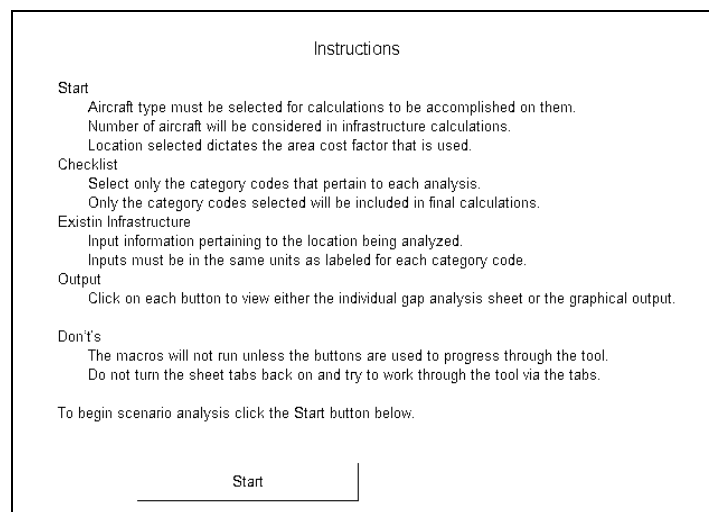 Instructions
Start
Aircraft type must be selected for calculations to be accomplished on them.
Number of aircraft will be considered in infrastructure calculations.
Location selected dictates the area cost factor that is used.
Checklist
Select only the category codes that pertain to each analysis.
Only the category codes selected will be included in final calculations.
Existin Infrastructure
Input information pertaining to the location being analyzed.
Inputs must be in the same units as labeled for each category code.
Output
Click on each button to view either the individual gap analysis sheet or the graphical output.
Don't's
The macros will not run unless the buttons are used to progress through the tool.
Do not turn the sheet tabs back on and try to work through the tool via the tabs.
To begin scenario analysis click the Start button below.
Start